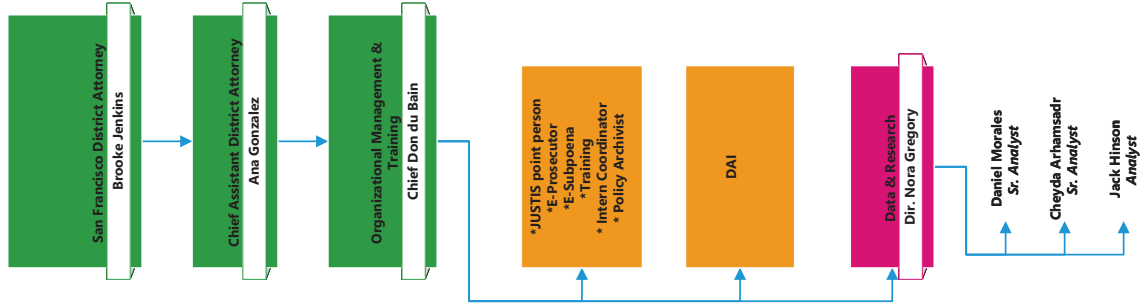 San Francisco District Attorney
Brooke Jenkins
Chief Assistant District Attorney
Ana Gonzalez
Organizational Management &
Training
Chief Don du Bain
*JUSTIS point person
*E-Prosecutor
*E-Subpoena
*Training
* Intern Coordinator
* Policy Archivist
DAI
Data & Research
Dir. Nora Gregory
Daniel Morales
Sr. Analyst
Cheyda Arhamsadr
Sr. Analyst
Jack Hinson
Analyst